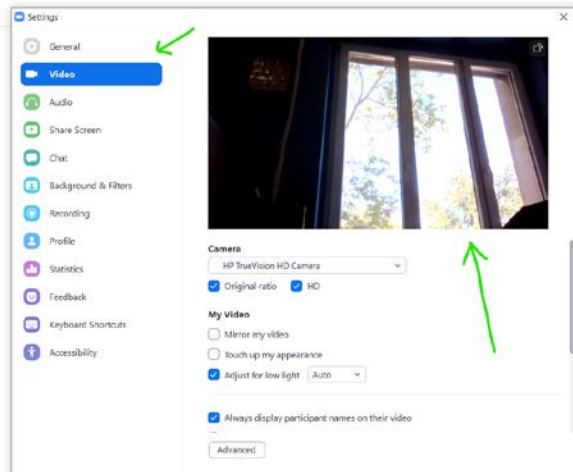 Settings
General
Video
Audio
Share Screen
Chat
Background & Filters
Recording
Profile
Statistics
Feedback
Keyboard Shortcuts
Accessibility
Camera
HP TrueVision HD Camera
Original ratio HD
My Video
Mirror my video
Touch up my appearance
Adjust for low light Auto
Always display participant names on their video
Advanced